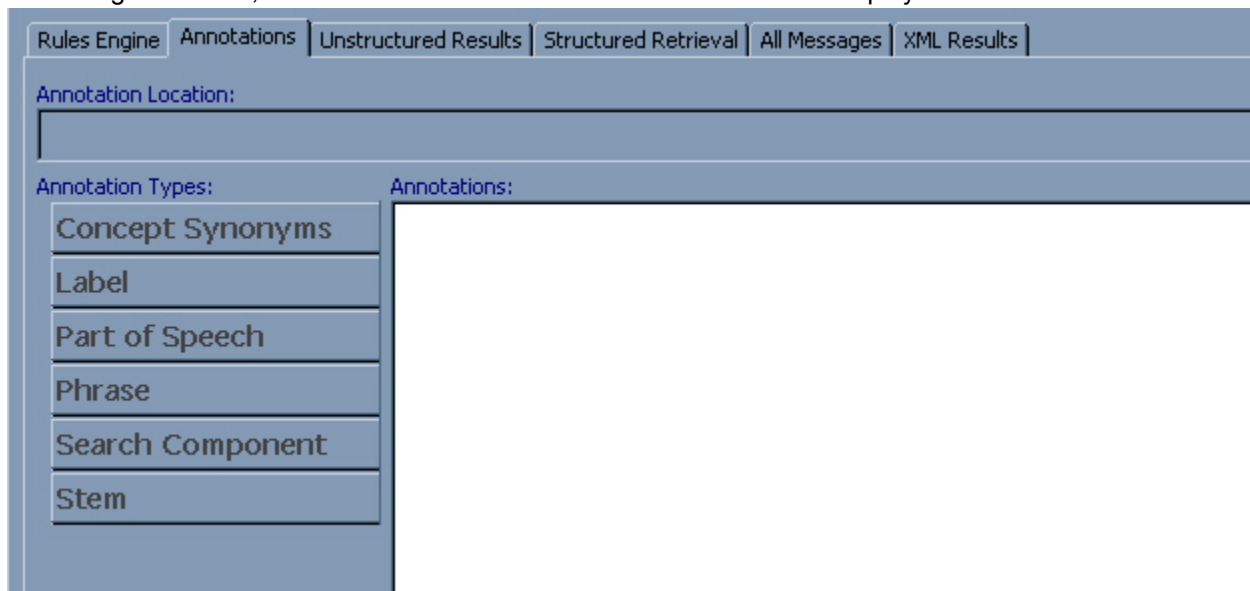 Rules Engine Annotations Unstructured Results Structured Retrieval All Messages XML Results
Annotation Location:
Annotation Types: Annotations:
Concept Synonyms
Label
Part of Speech
Phrase
Search Component
Stem